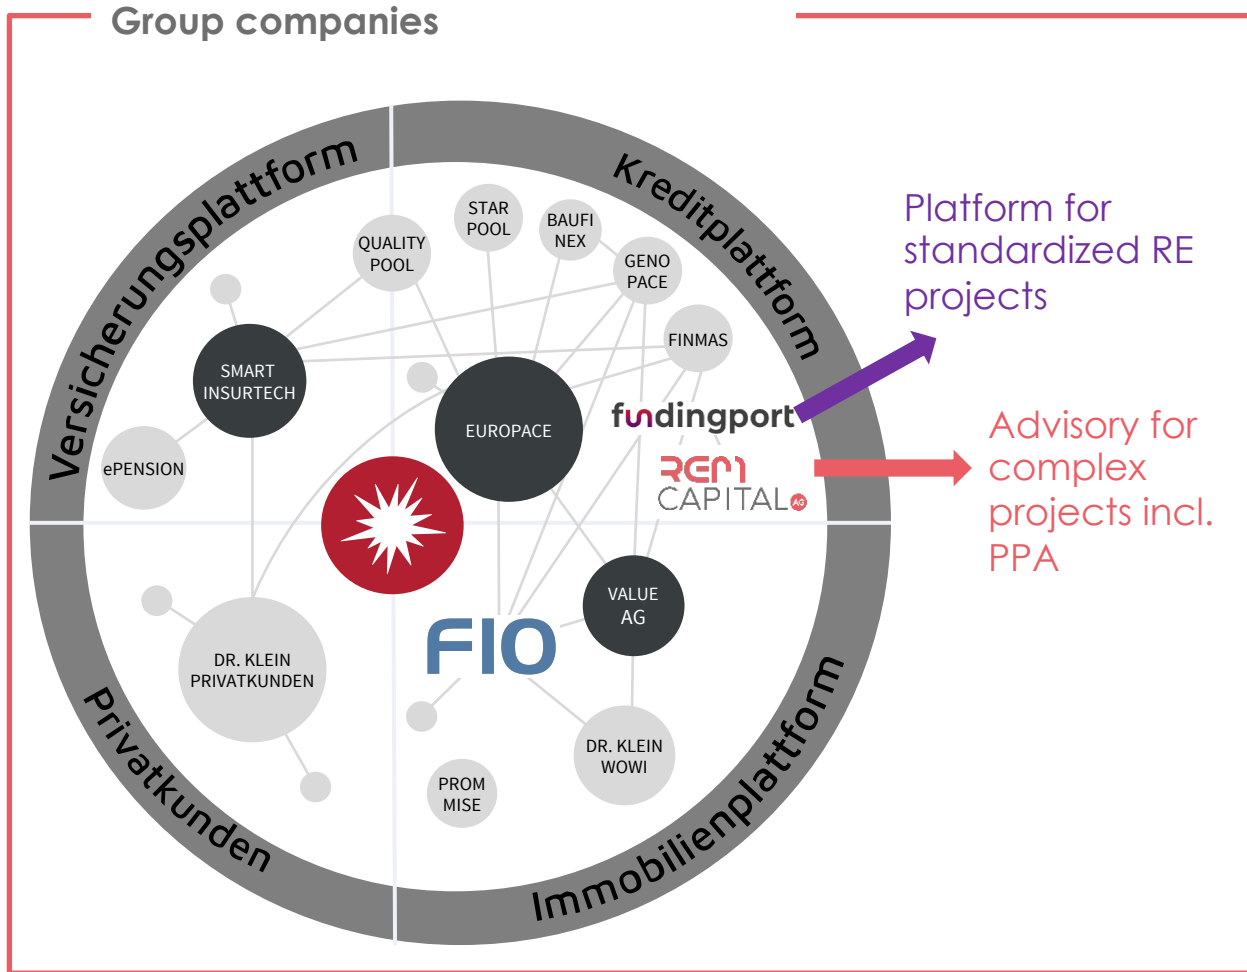 Group companies
Versicherungsplattform
Kreditplattform
STAR
POOL
BAUFI
NEX
QUALITY
POOL
GENO
PACE
FINMAS
SMART
INSURTECH
EUROPACE
ePENSION
fundingport
REM
CAPITAL AG
Platform for
standardized RE
projects
Advisory for
complex
projects incl.
PPA
VALUE
AG
FIO
DR. KLEIN
PRIVATKUNDEN
DR. KLEIN
WOWI
PROM
MISE
Privatkunden
Immobilienplattform